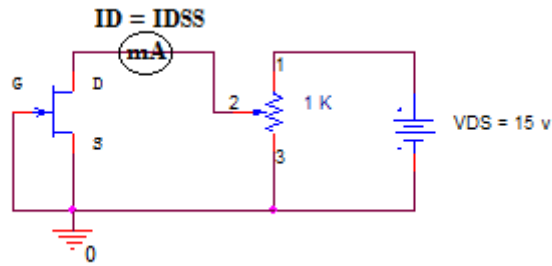 ID = IDSS
mA
G
D
S
1
2
1 K
3
VDS = 15 v
0